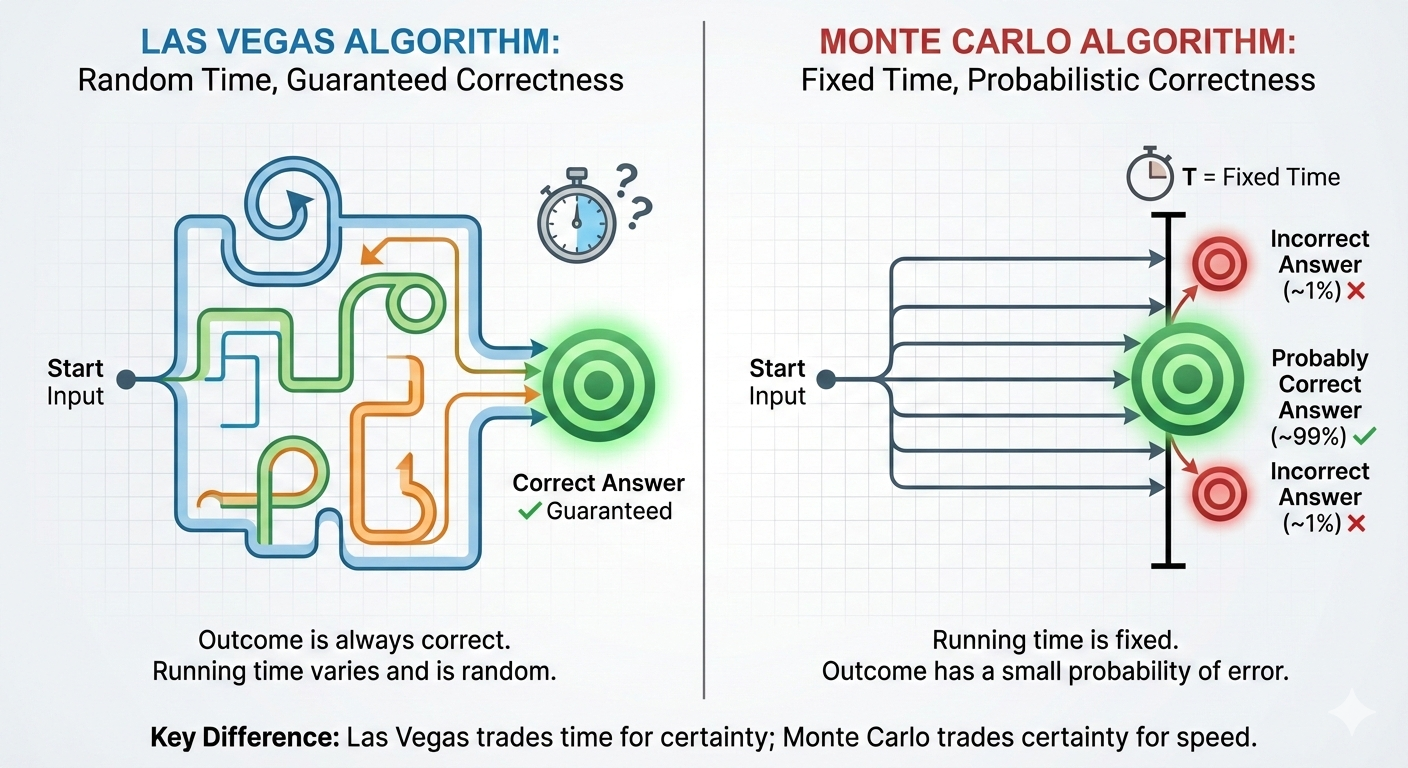 LAS VEGAS ALGORITHM:
Random Time, Guaranteed Correctness
Start
Input
? ?
Correct Answer
✓ Guaranteed
Outcome is always correct.
Running time varies and is random.
MONTE CARLO ALGORITHM:
Fixed Time, Probabilistic Correctness
T = Fixed Time
Start
Input
Incorrect
Answer
(~1%) ✗
Probably
Correct
Answer
(~99%) ✓
Incorrect
Answer
(~1%) ✗
Running time is fixed.
Outcome has a small probability of error.
Key Difference: Las Vegas trades time for certainty; Monte Carlo trades certainty for speed.